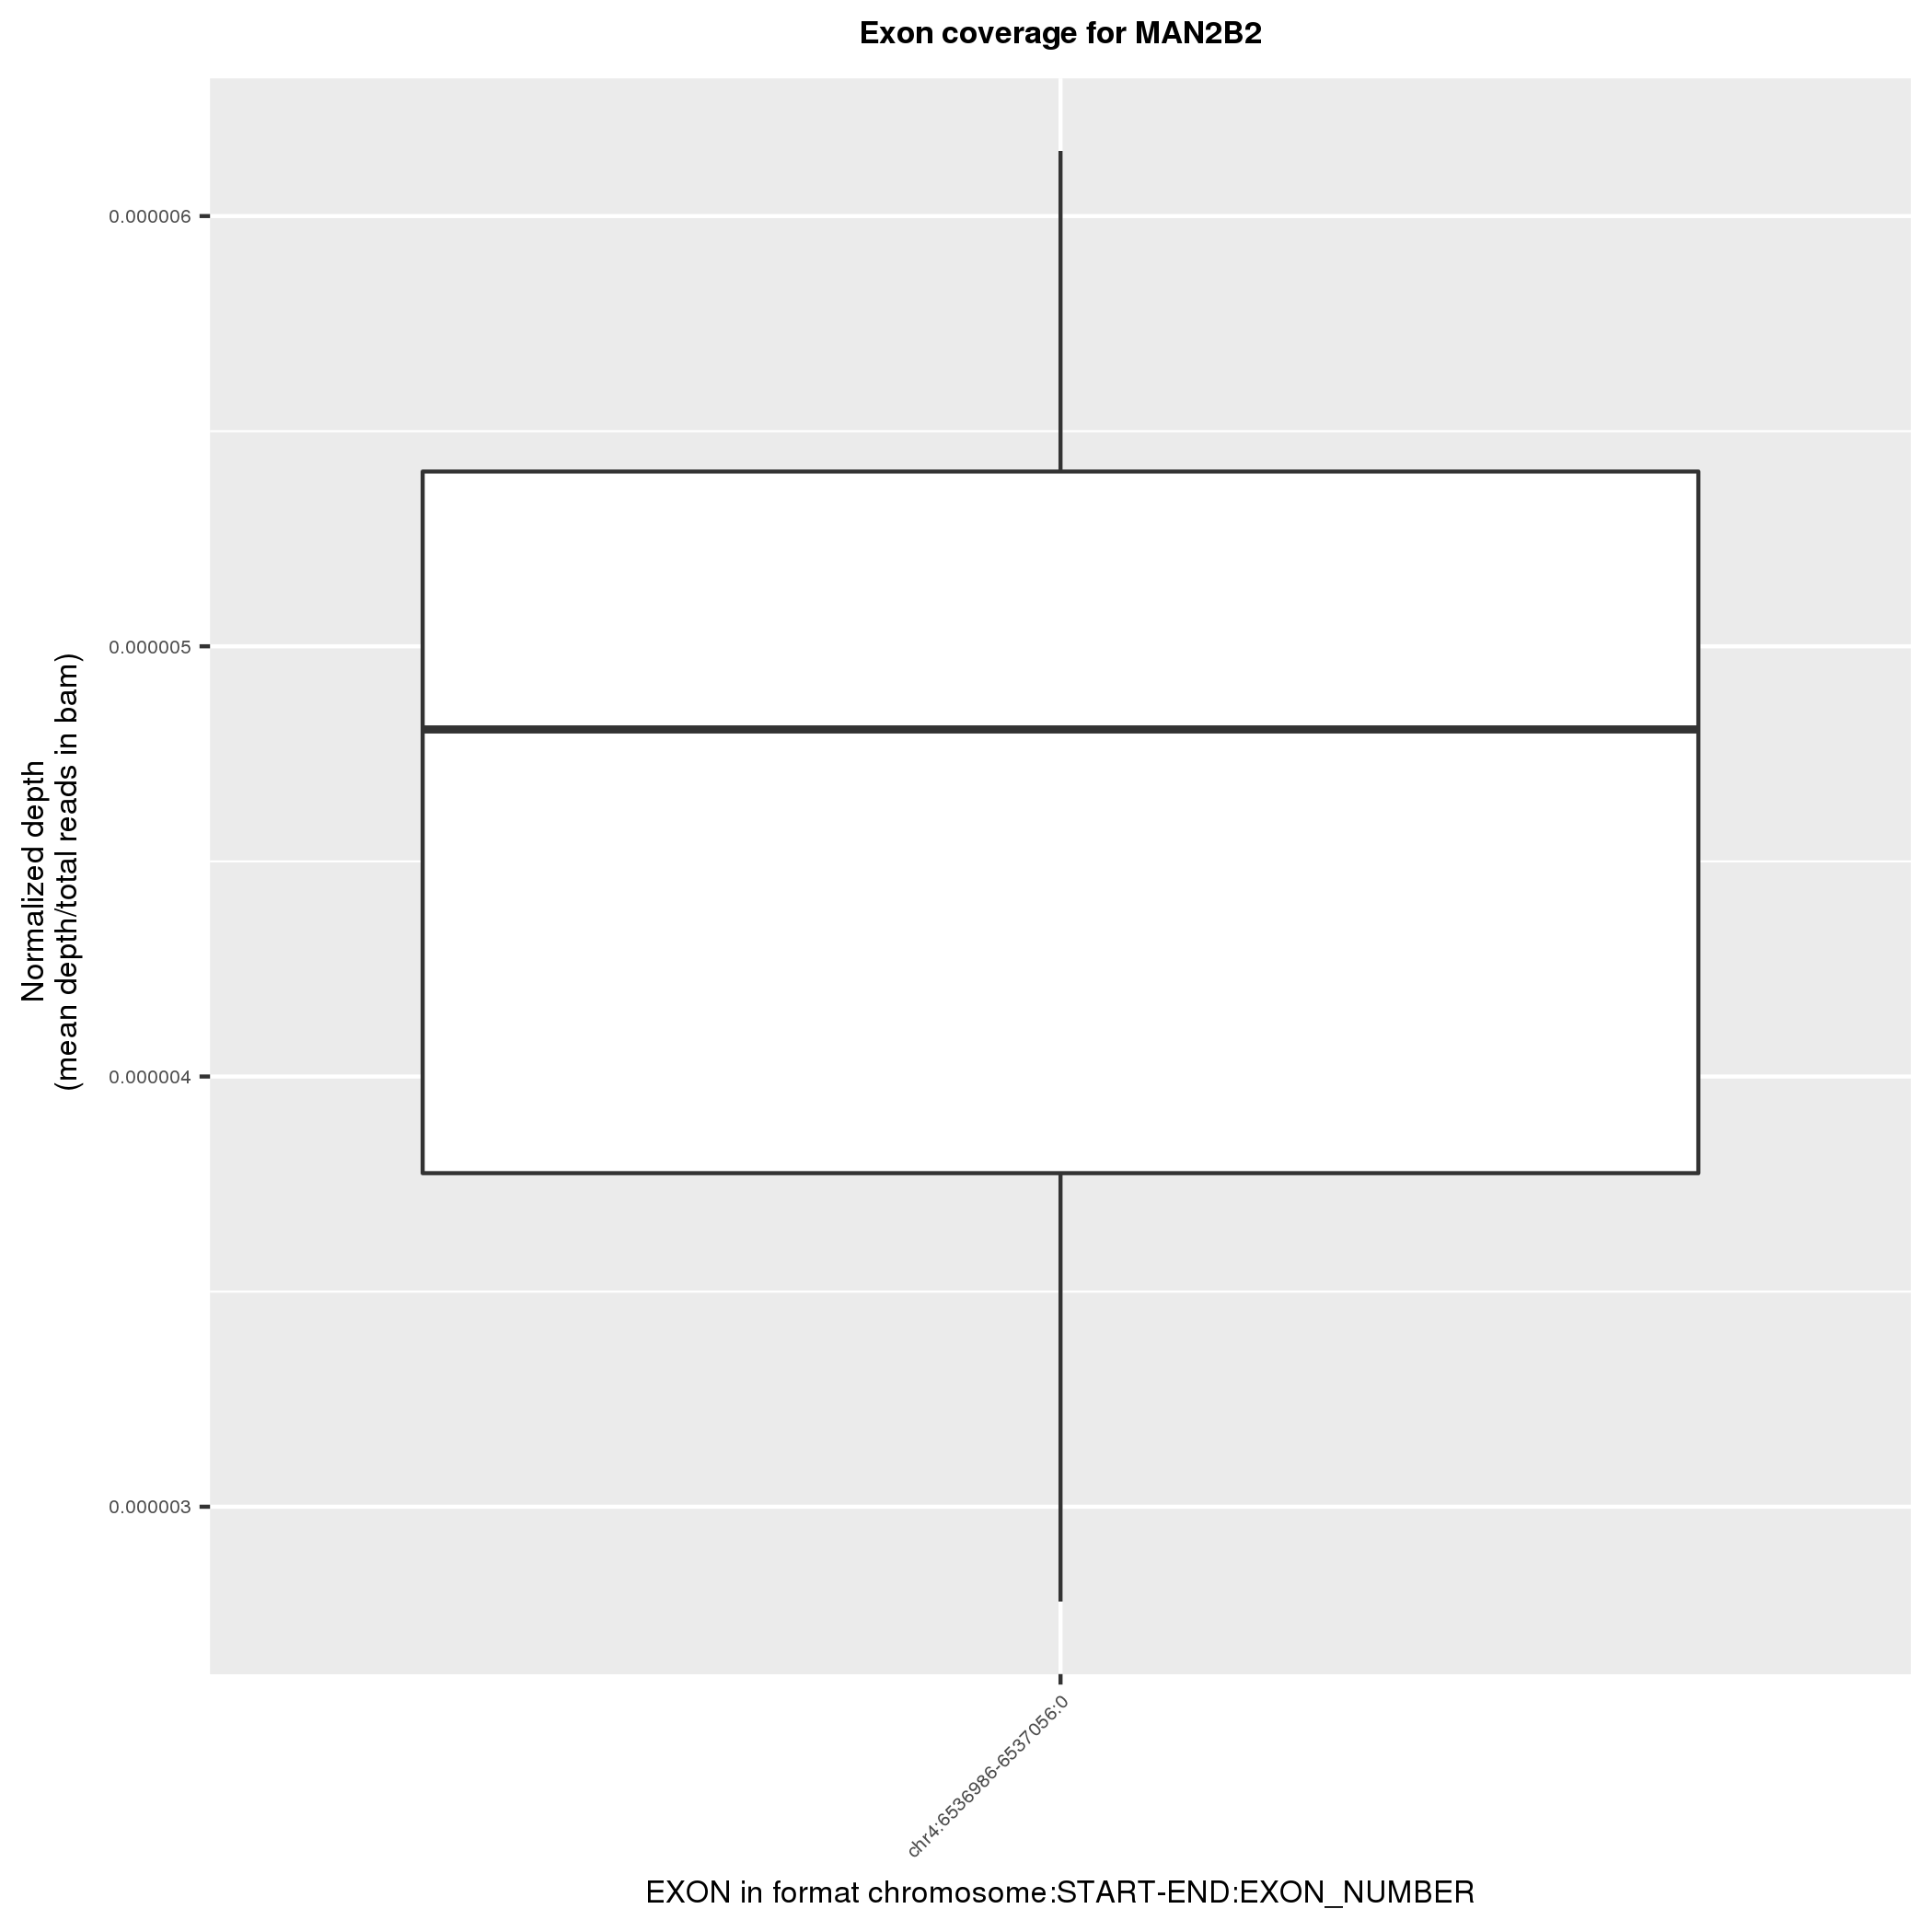 Exon coverage for MAN2B2
Normalized depth
(mean depth/total reads in bam)
0.000006
0.000005
0.000004
0.000003
chr4:6536986-6537056:0
EXON in format chromosome:START-END:EXON_NUMBER